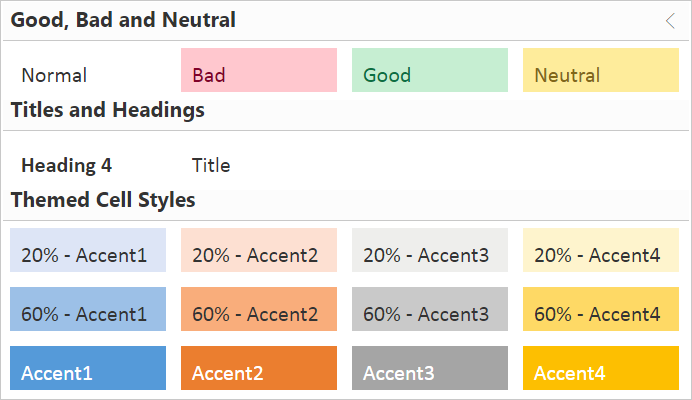 Good, Bad and Neutral
Normal Bad Good Neutral
Titles and Headings
Heading 4 Title
Themed Cell Styles
20% - Accent1 20% - Accent2 20% - Accent3 20% - Accent4
60% - Accent1 60% - Accent2 60% - Accent3 60% - Accent4
Accent1 Accent2 Accent3 Accent4